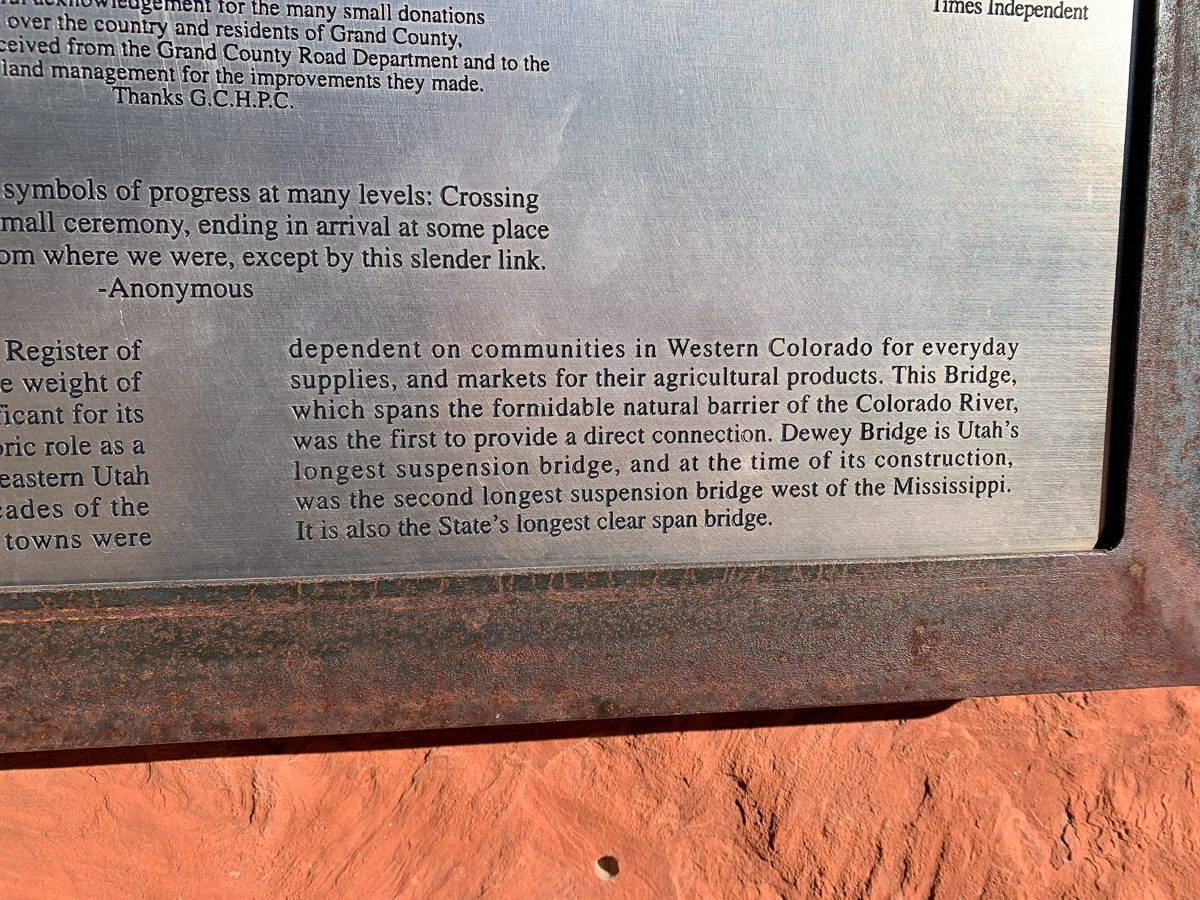 for the many small donations
over the country and residents of Grand County,
from the Grand County Road Department and to the
land management for the improvements they made.
Thanks G.C.H.P.C.
Times Independent
symbols of progress at many levels: Crossing
ceremony, ending in arrival at some place
where we were, except by this slender link.
-Anonymous
Register of
weight of
for its
role as a
eastern Utah
of the
towns were
dependent on communities in Western Colorado for everyday
supplies, and markets for their agricultural products. This Bridge,
which spans the formidable natural barrier of the Colorado River,
was the first to provide a direct connection. Dewey Bridge is Utah's
longest suspension bridge, and at the time of its construction,
was the second longest suspension bridge west of the Mississippi.
It is also the State's longest clear span bridge.